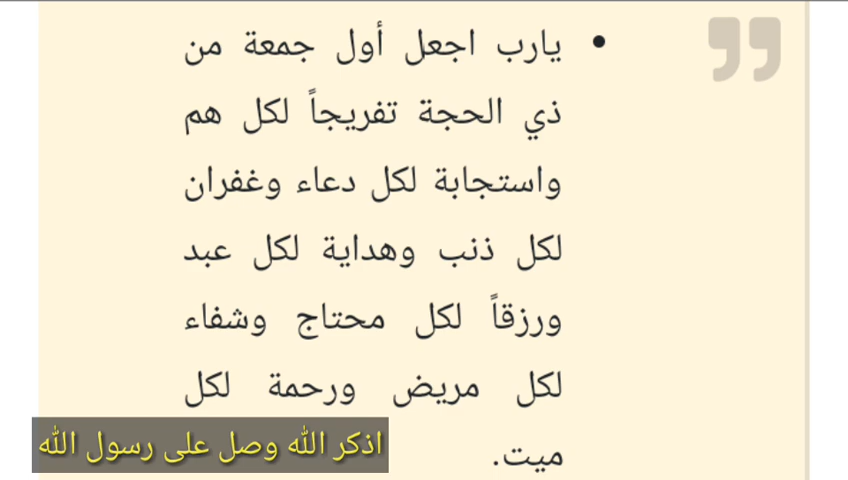 • يارب اجعل أول جمعة من
ذي الحجة تفريجاً لكل هم
واستجابة لكل دعاء وغفران
لكل ذنب وهداية لكل عبد
ورزقاً لكل محتاج وشفاء
لكل مريض ورحمة لكل
ميت.
اذكر الله وصل على رسول الله